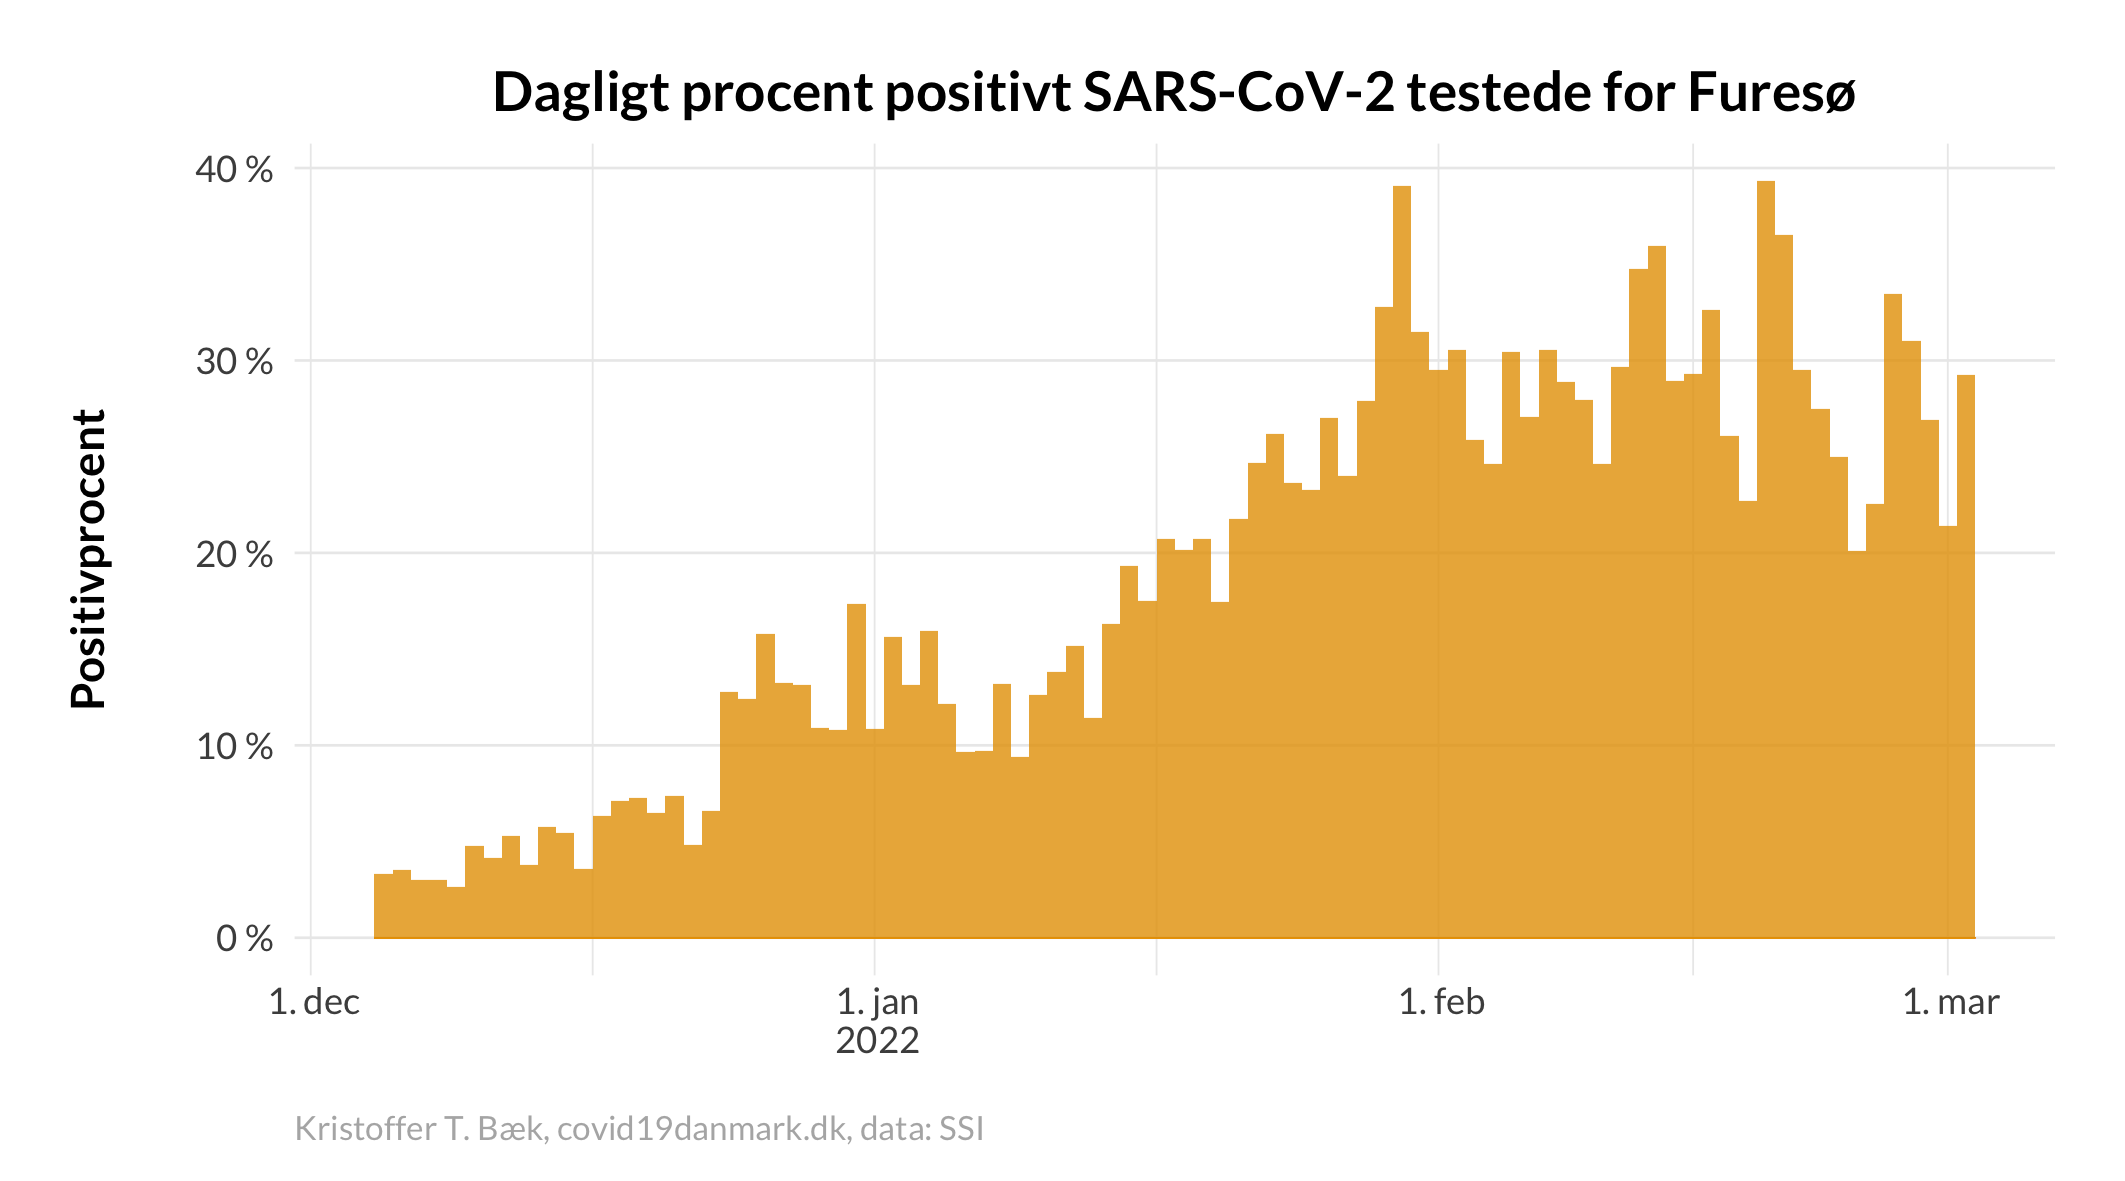 Dagligt procent positivt SARS-CoV-2 testede for Furesø
Positivprocent
40 %
30 %
20 %
10 %
0 %
1. dec
1. jan
2022
1. feb
1. mar
Kristoffer T. Bæk, covid19danmark.dk, data: SSI